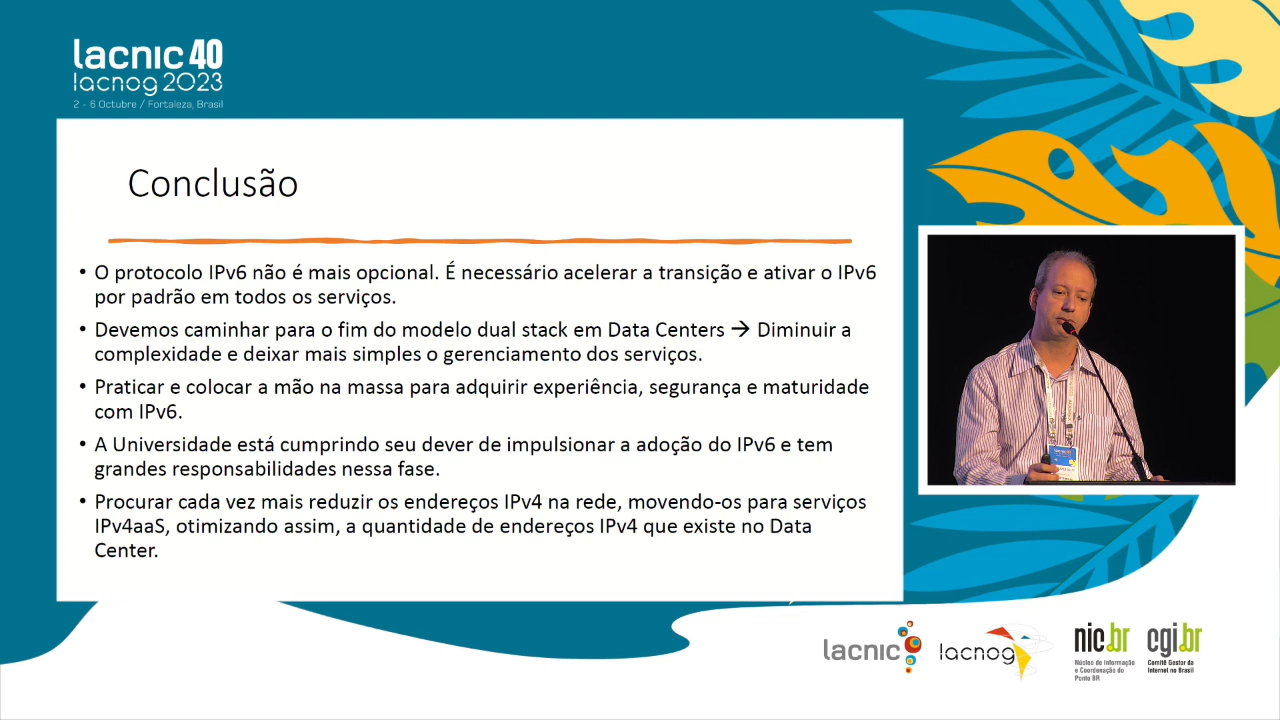 lacnic 40
lacnog 2023
2 - 6 Octubre / Fortaleza, Brasil
Conclusão
• O protocolo IPv6 não é mais opcional. É necessário acelerar a transição e ativar o IPv6
por padrão em todos os serviços.
• Devemos caminhar para o fim do modelo dual stack em Data Centers → Diminuir a
complexidade e deixar mais simples o gerenciamento dos serviços.
• Praticar e colocar a mão na massa para adquirir experiência, segurança e maturidade
com IPv6.
• A Universidade está cumprindo seu dever de impulsionar a adoção do IPv6 e tem
grandes responsabilidades nessa fase.
• Procurar cada vez mais reduzir os endereços IPv4 na rede, movendo-os para serviços
IPv4aaS, otimizando assim, a quantidade de endereços IPv4 que existe no Data
Center.
lacnic 40
lacnic
lacnog
nic.br
Núcleo de Informação
e Coordenação do
Ponto BR
cgi.br
Comitê Gestor da
Internet no Brasil